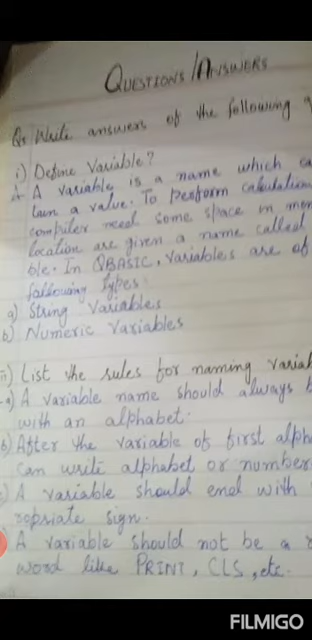 QUESTIONS/ANSWERS
Q: Write answers of the following
i) Define Variable?
A variable is a name which
a value. To perform calculation
compiler need some space in
location are given a name called
ble. In QBASIC, variables are of
following types:
a) String Variables
b) Numeric Variables
ii) List the rules for naming
a) A variable name should always
with an alphabet.
b) After the variable of first
can write alphabet or number
A variable should end with
ropriate sign.
A variable should not be a
word like PRINT, CLS, etc.
FILMIGO